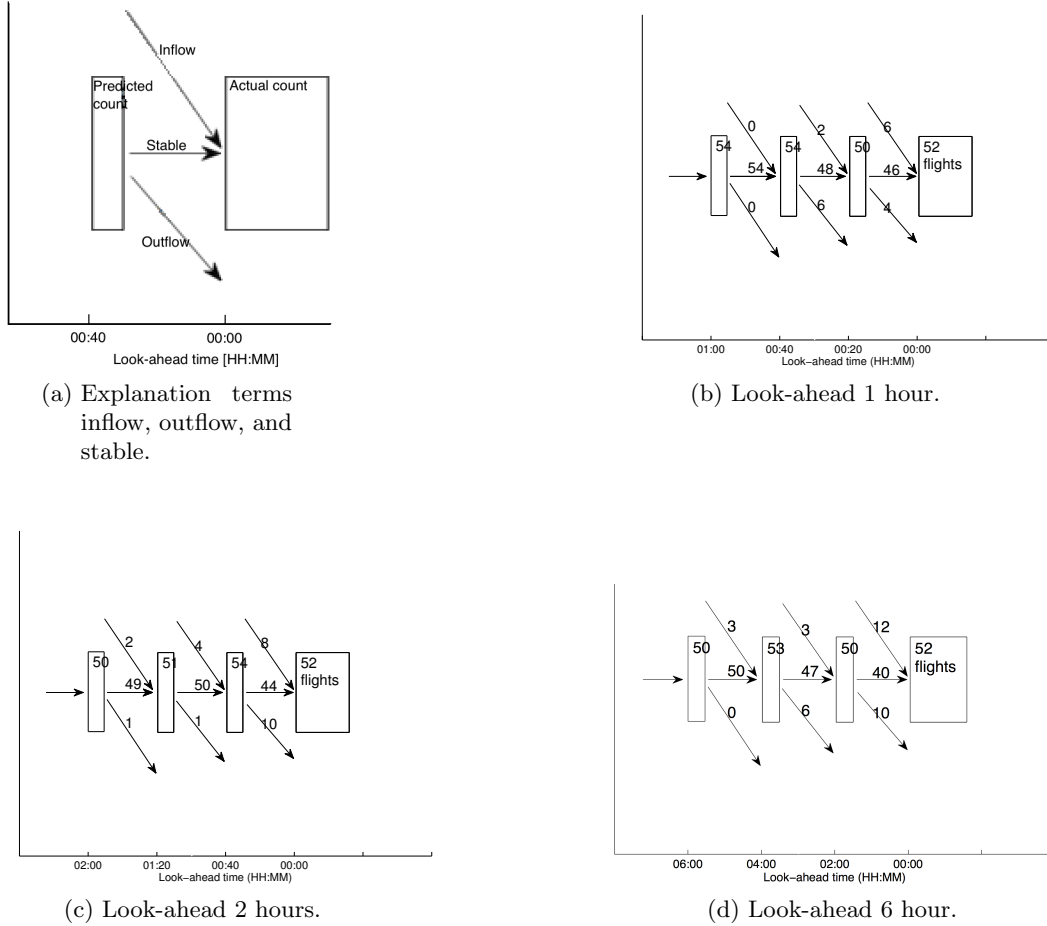 Inflow
Predicted
count
Actual count
Stable
Outflow
00:40 00:00
Look-ahead time [HH:MM]
(a) Explanation terms
inflow, outflow, and
stable.
0 2 6
54 54 50 52
flights
54 48 46
0 6 4
01:00 00:40 00:20 00:00
Look−ahead time (HH:MM)
(b) Look-ahead 1 hour.
2 4 8
50 51 54 52
flights
49 50 44
1 1 10
02:00 01:20 00:40 00:00
Look−ahead time (HH:MM)
(c) Look-ahead 2 hours.
3 3 12
50 53 50 52
flights
50 47 40
0 6 10
06:00 04:00 02:00 00:00
Look−ahead time (HH:MM)
(d) Look-ahead 6 hour.